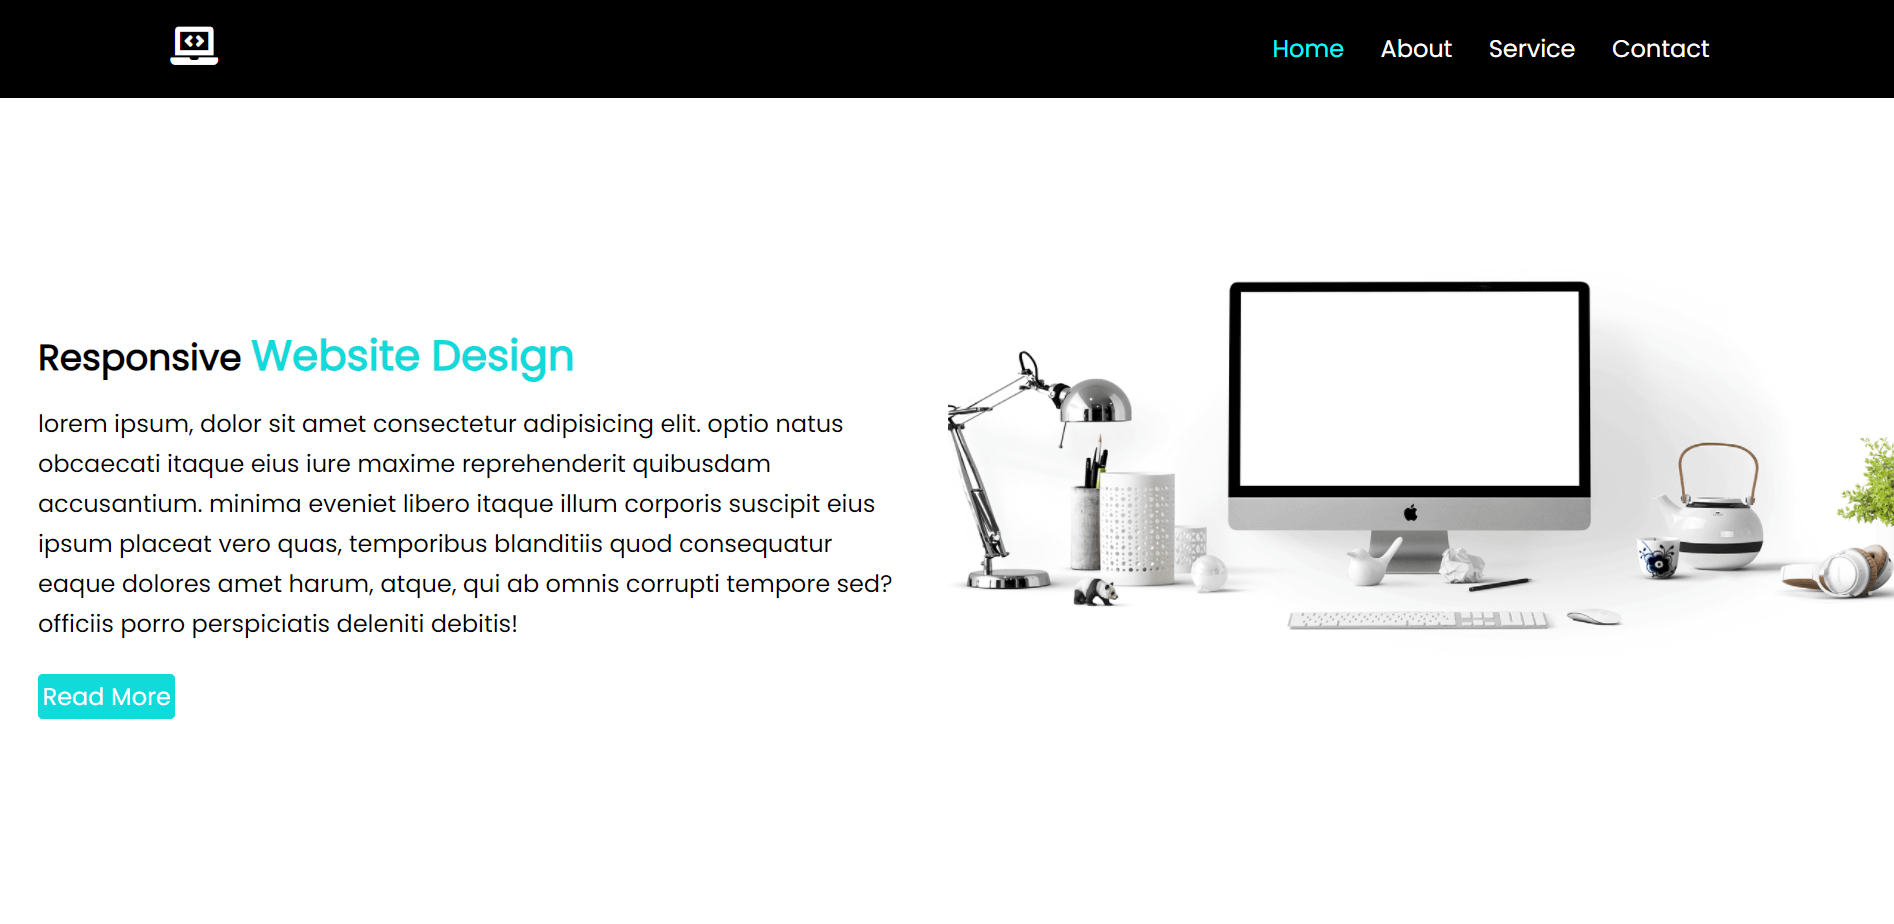 Home About Service Contact
Responsive Website Design
lorem ipsum, dolor sit amet consectetur adipisicing elit. optio natus
obcaecati itaque eius iure maxime reprehenderit quibusdam
accusantium. minima eveniet libero itaque illum corporis suscipit eius
ipsum placeat vero quas, temporibus blanditiis quod consequatur
eaque dolores amet harum, atque, qui ab omnis corrupti tempore sed?
officiis porro perspiciatis deleniti debitis!
Read More